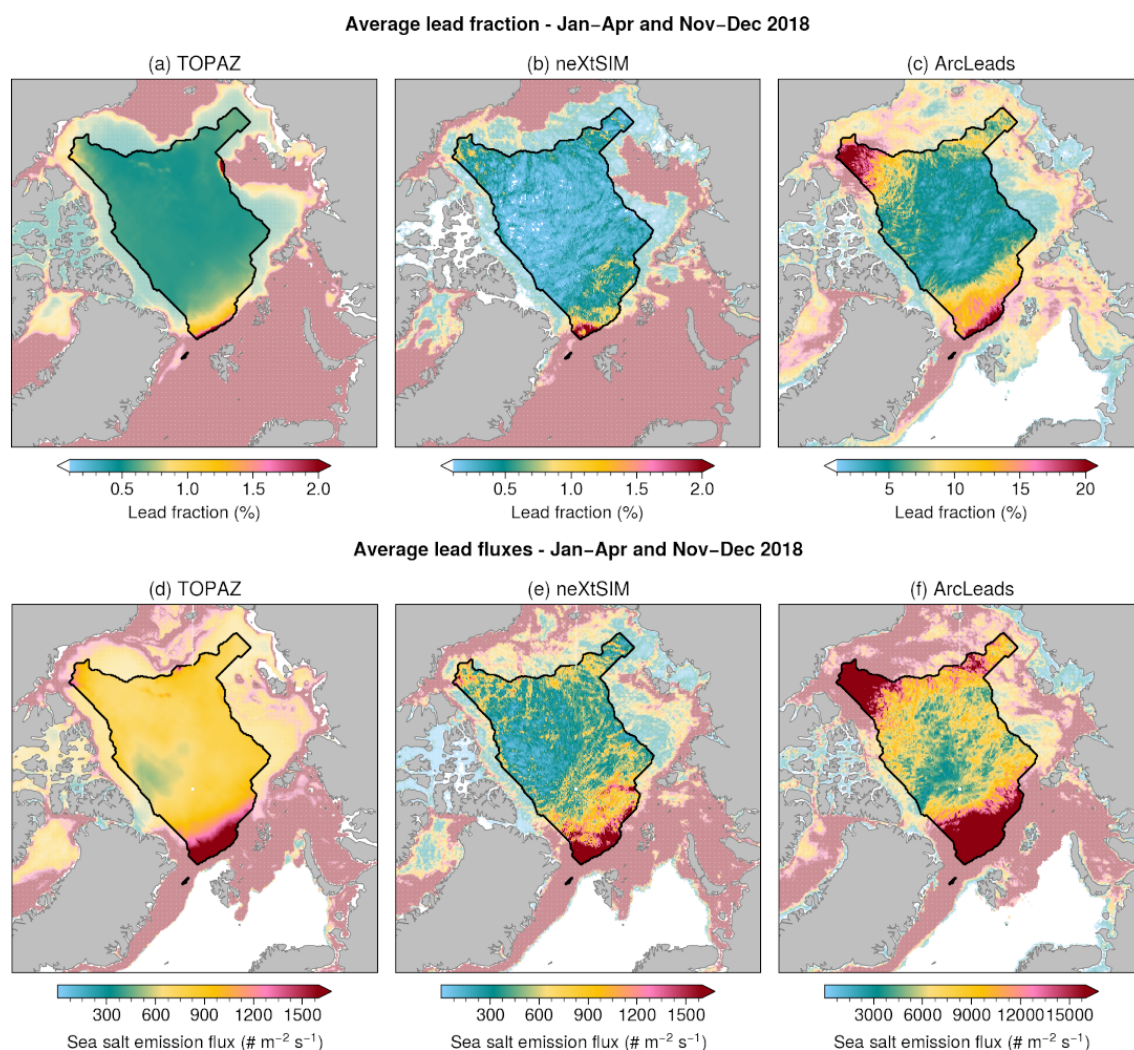 Average lead fraction - Jan−Apr and Nov−Dec 2018
(a) TOPAZ
(b) neXtSIM
(c) ArcLeads
0.5 1.0 1.5 2.0
Lead fraction (%)
0.5 1.0 1.5 2.0
Lead fraction (%)
5 10 15 20
Lead fraction (%)
Average lead fluxes - Jan−Apr and Nov−Dec 2018
(d) TOPAZ
(e) neXtSIM
(f) ArcLeads
300 600 900 1200 1500
Sea salt emission flux (# m⁻² s⁻¹)
300 600 900 1200 1500
Sea salt emission flux (# m⁻² s⁻¹)
3000 6000 9000 12000 15000
Sea salt emission flux (# m⁻² s⁻¹)